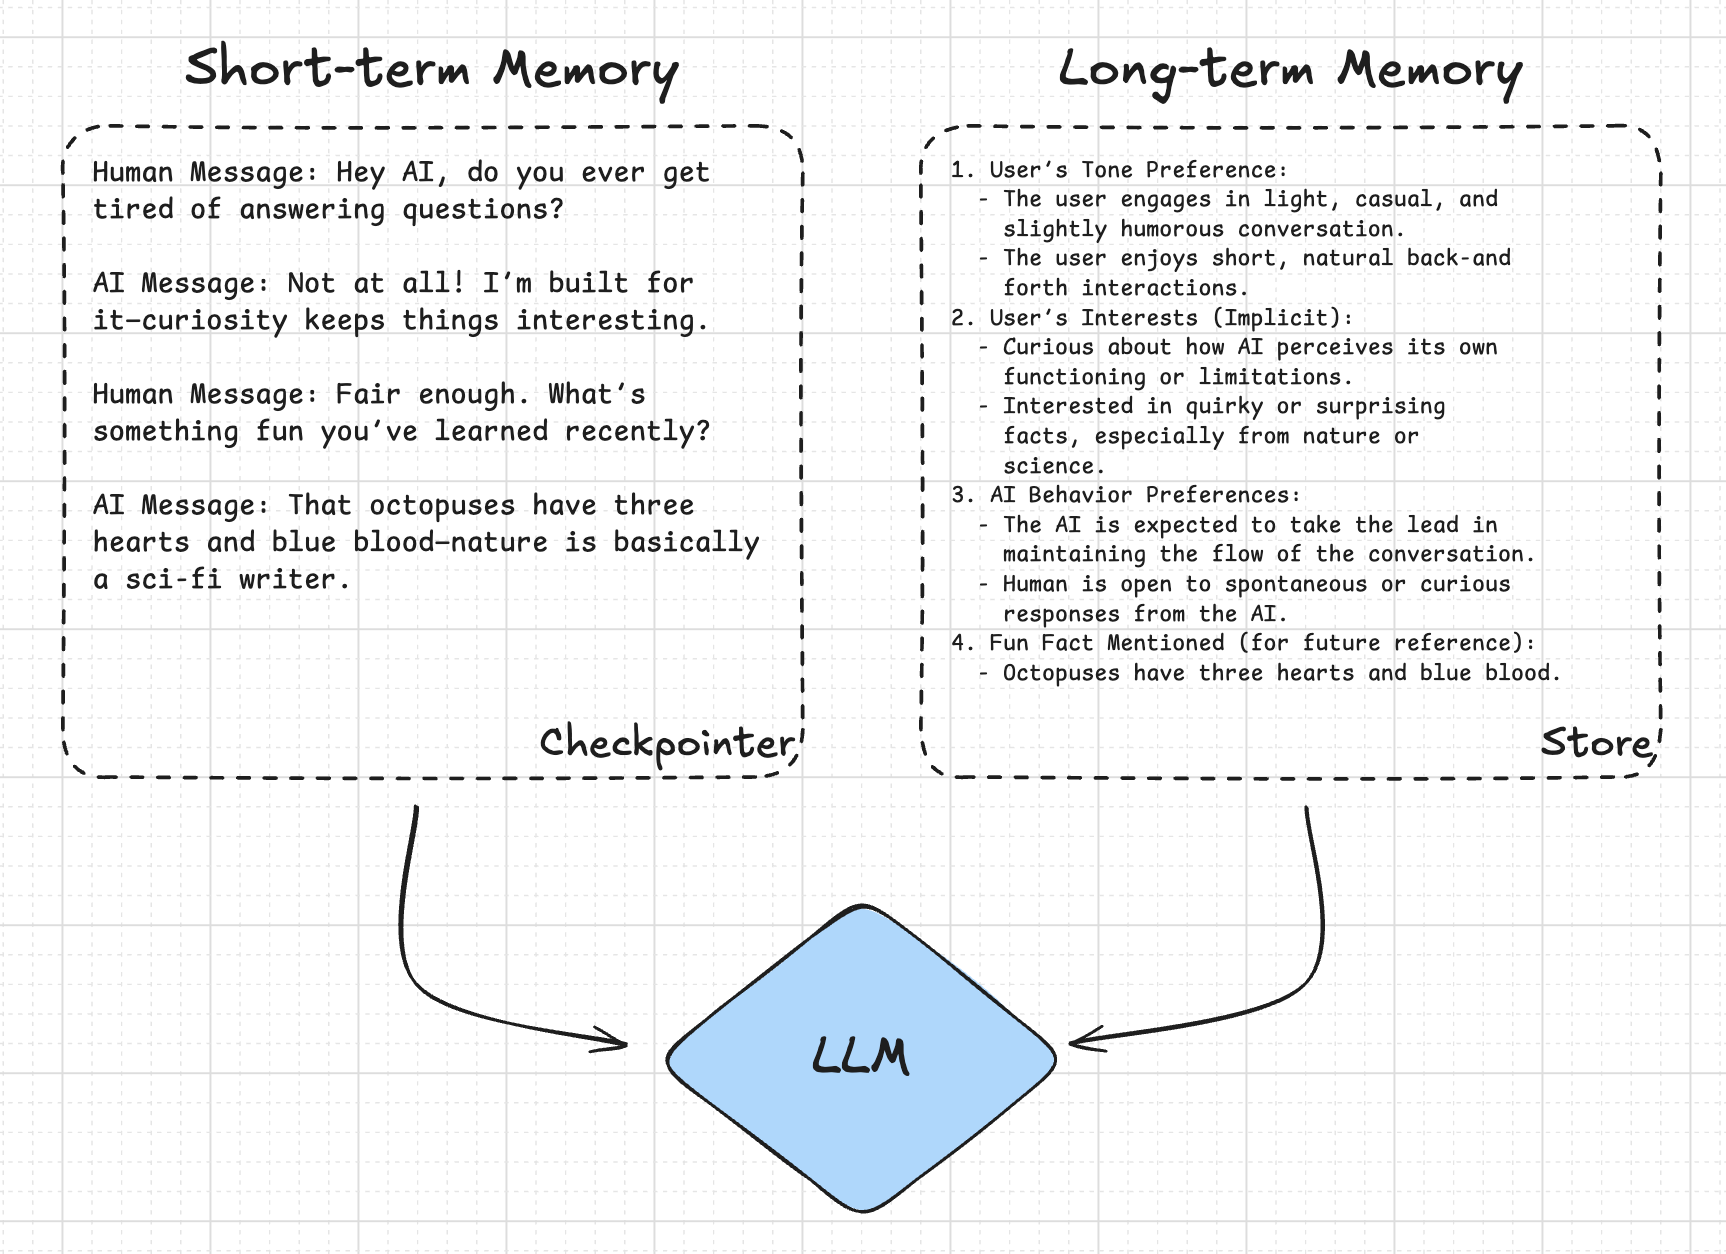 Short-term Memory
Human Message: Hey AI, do you ever get
tired of answering questions?
AI Message: Not at all! I'm built for
it—curiosity keeps things interesting.
Human Message: Fair enough. What's
something fun you've learned recently?
AI Message: That octopuses have three
hearts and blue blood—nature is basically
a sci-fi writer.
Checkpointer
Long-term Memory
1. User's Tone Preference:
- The user engages in light, casual, and
slightly humorous conversation.
- The user enjoys short, natural back-and
forth interactions.
2. User's Interests (Implicit):
- Curious about how AI perceives its own
functioning or limitations.
- Interested in quirky or surprising
facts, especially from nature or
science.
3. AI Behavior Preferences:
- The AI is expected to take the lead in
maintaining the flow of the conversation.
- Human is open to spontaneous or curious
responses from the AI.
4. Fun Fact Mentioned (for future reference):
- Octopuses have three hearts and blue blood.
Store
LLM